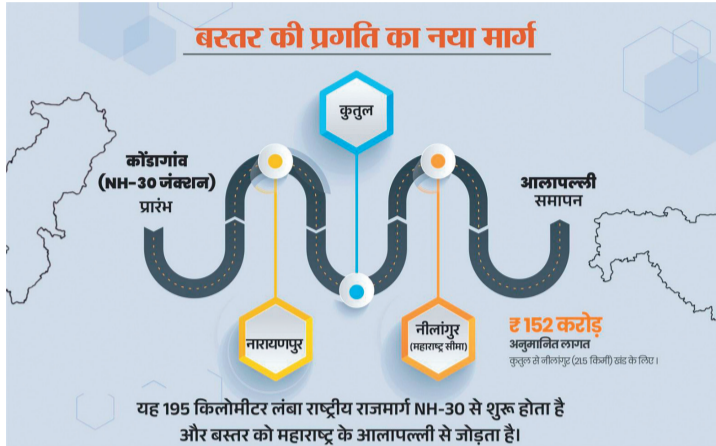 बस्तर की प्रगति का नया मार्ग
कुतुल
कोंडागांव
(NH-30 जंक्शन)
प्रारंभ
आलापल्ली
समापन
नारायणपुर
नीलांगुर
(महाराष्ट्र सीमा)
₹ 152 करोड़
अनुमानित लागत
कुतुल से नीलांगुर (21.5 किमी) खंड के लिए।
यह 195 किलोमीटर लंबा राष्ट्रीय राजमार्ग NH-30 से शुरू होता है
और बस्तर को महाराष्ट्र के आलापल्ली से जोड़ता है।